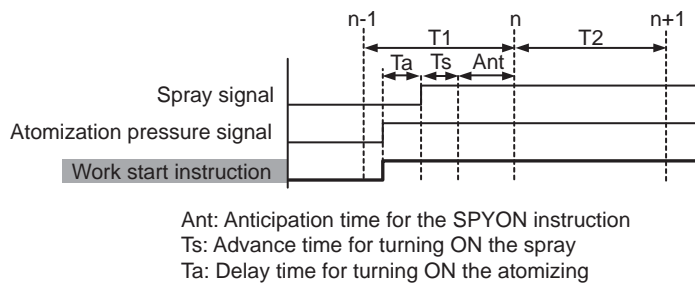 n-1 n n+1
T1 T2
Ta Ts Ant
Spray signal
Atomization pressure signal
Work start instruction
Ant: Anticipation time for the SPYON instruction
Ts: Advance time for turning ON the spray
Ta: Delay time for turning ON the atomizing